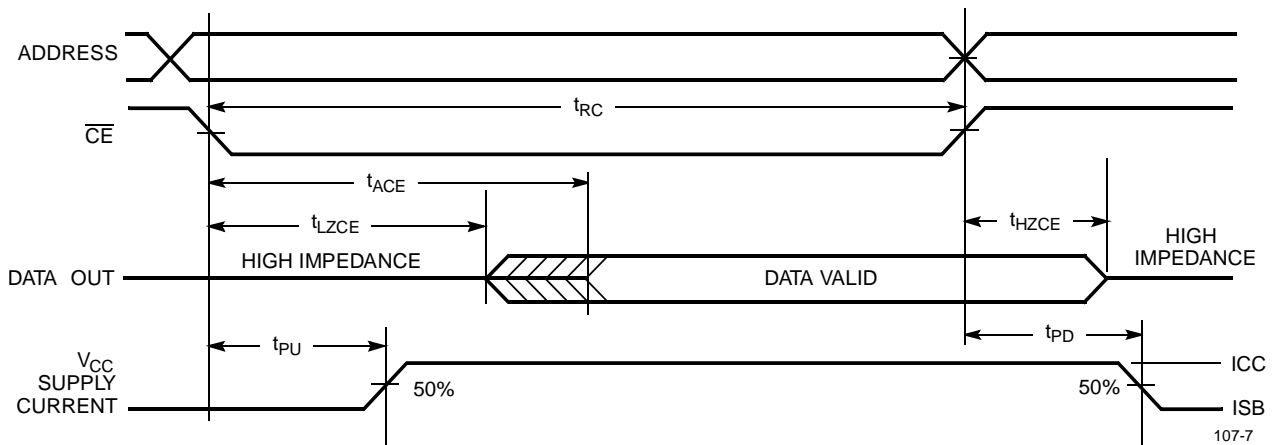 ADDRESS
tRC
CE
tACE
tLZCE
tHZCE
HIGH IMPEDANCE
HIGH
IMPEDANCE
DATA OUT
DATA VALID
tPU
tPD
VCC
SUPPLY
CURRENT
50%
50%
ICC
ISB
107-7